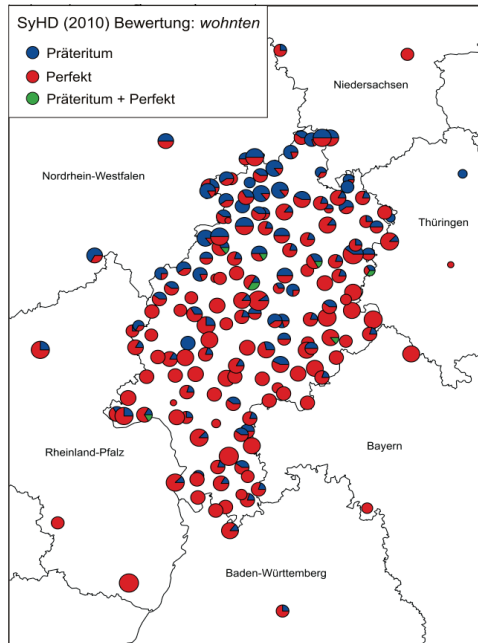 SyHD (2010) Bewertung: wohnten
Präteritum
Perfekt
Präteritum + Perfekt
Niedersachsen
Nordrhein-Westfalen
Thüringen
Rheinland-Pfalz
Bayern
Baden-Württemberg